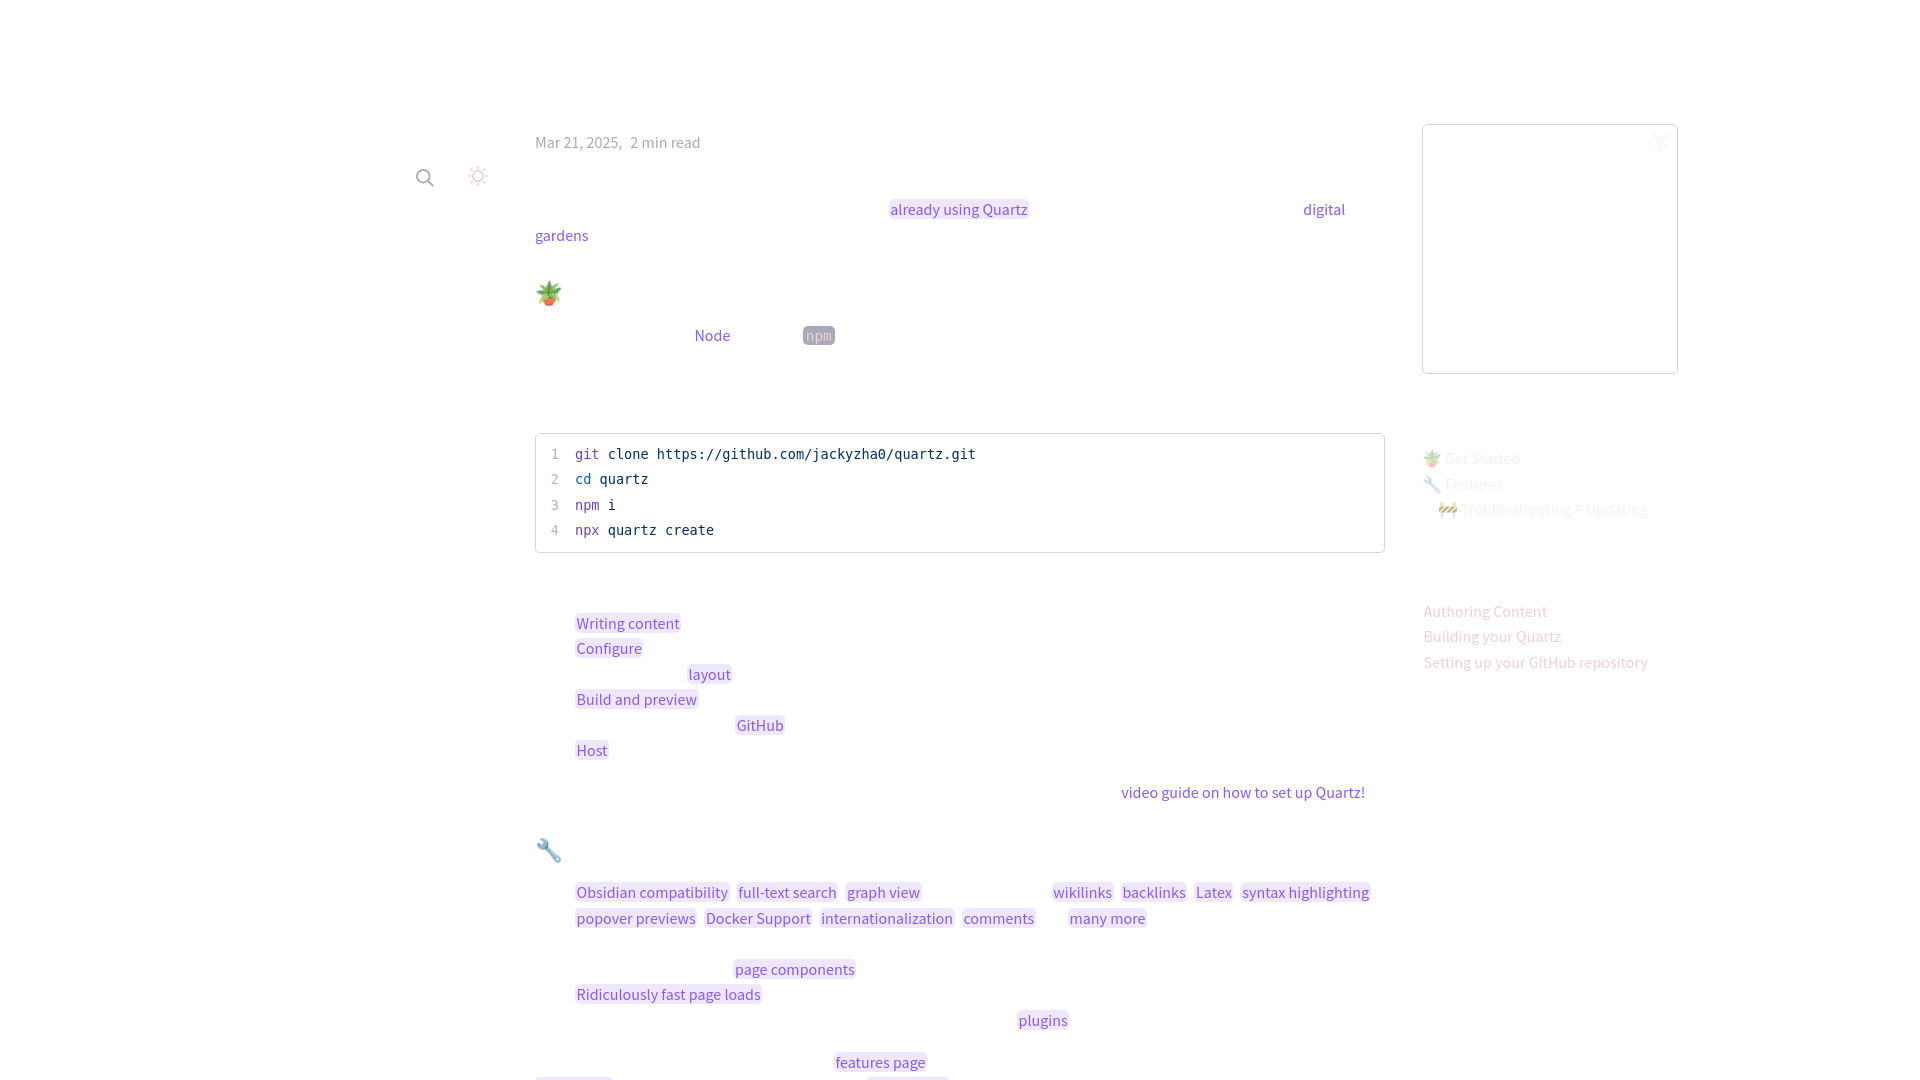 Mar 21, 2025, 2 min read
already using Quartz digital
gardens
Node npm
1 git clone https://github.com/jackyzha0/quartz.git
2 cd quartz
3 npm i
4 npx quartz create
Writing content
Configure
layout
Build and preview
GitHub
Host
video guide on how to set up Quartz!
Obsidian compatibility full-text search graph view wikilinks backlinks Latex syntax highlighting
popover previews Docker Support internationalization comments many more
page components
Ridiculously fast page loads
plugins
features page
Get Started
Features
Troubleshooting + Updating
Authoring Content
Building your Quartz
Setting up your GitHub repository